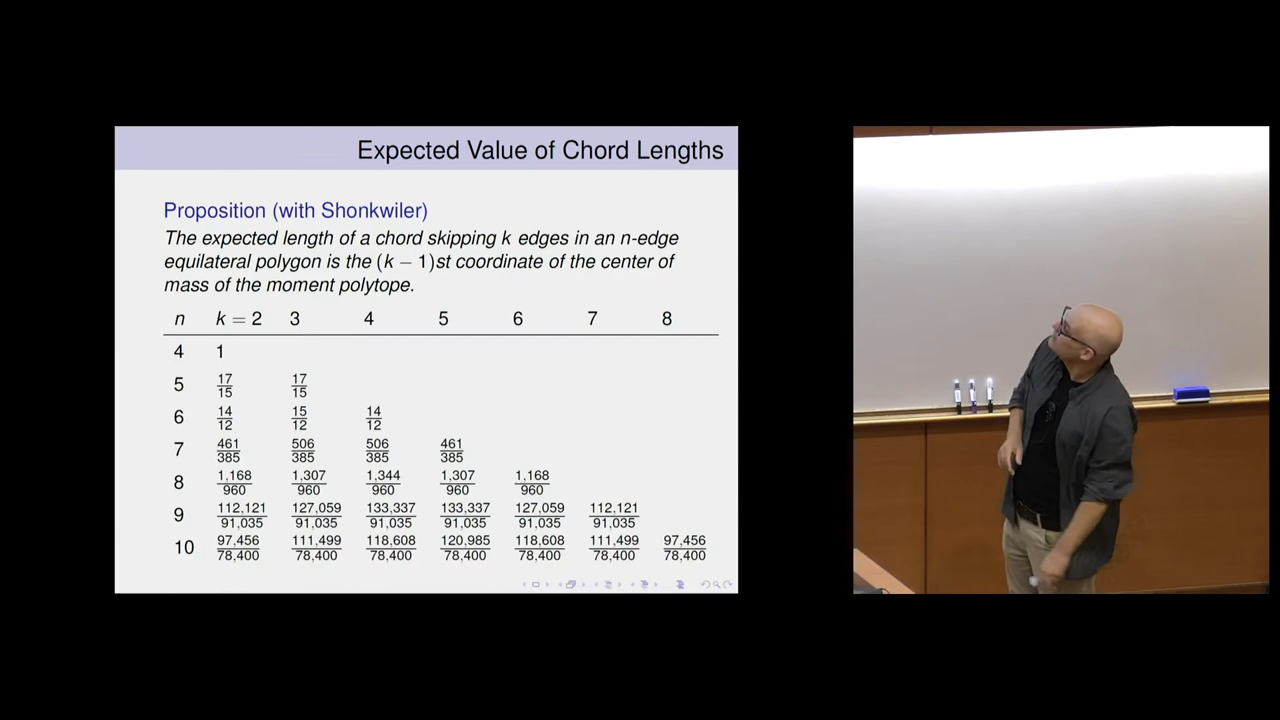 Expected Value of Chord Lengths
Proposition (with Shonkwiler)
The expected length of a chord skipping k edges in an n-edge
equilateral polygon is the (k − 1)st coordinate of the center of
mass of the moment polytope.
n k = 2 3 4 5 6 7 8
4 1
5 17/15 17/15
6 14/12 15/12 14/12
7 461/385 506/385 506/385 461/385
8 1,168/960 1,307/960 1,344/960 1,307/960 1,168/960
9 112,121/91,035 127,059/91,035 133,337/91,035 133,337/91,035 127,059/91,035 112,121/91,035
10 97,456/78,400 111,499/78,400 118,608/78,400 120,985/78,400 118,608/78,400 111,499/78,400 97,456/78,400